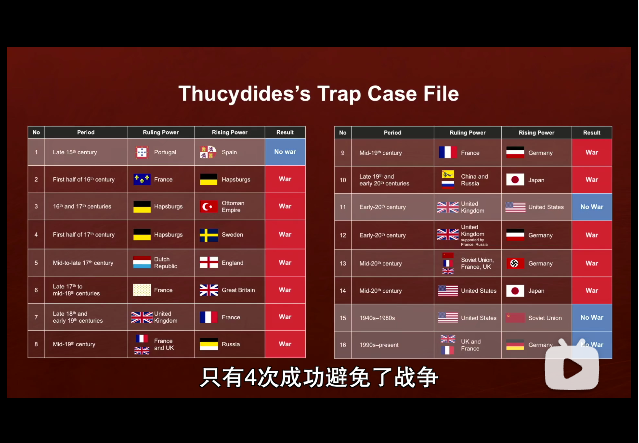 Thucydides's Trap Case File
No Period Ruling Power Rising Power Result
1 Late 15th century Portugal Spain No war
2 First half of 16th century France Hapsburgs War
3 16th and 17th centuries Hapsburgs Ottoman Empire War
4 First half of 17th century Hapsburgs Sweden War
5 Mid-to-late 17th century Dutch Republic England War
6 Late 17th to mid-18th centuries France Great Britain War
7 Late 18th and early 19th centuries United Kingdom France War
8 Mid-19th century France and UK Russia War
No Period Ruling Power Rising Power Result
9 Mid-19th century France Germany War
10 Late 19th and early 20th centuries China and Russia Japan War
11 Early-20th century United Kingdom United States No War
12 Early-20th century United Kingdom supported by France, Russia Germany War
13 Mid-20th century Soviet Union, France, UK Germany War
14 Mid-20th century United States Japan War
15 1940s–1980s United States Soviet Union No War
16 1990s–present UK and France Germany War
只有4次成功避免了战争